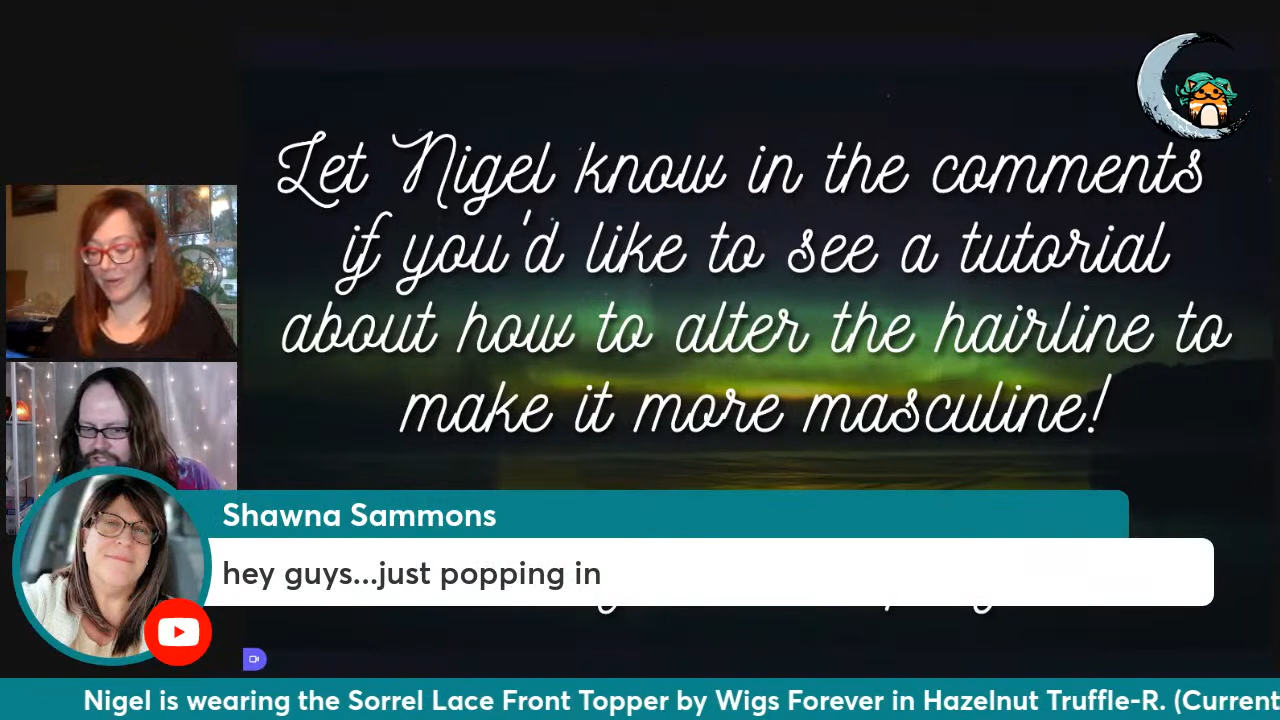 Let Nigel know in the comments
if you'd like to see a tutorial
about how to alter the hairline to
make it more masculine!
Shawna Sammons
hey guys...just popping in
Nigel is wearing the Sorrel Lace Front Topper by Wigs Forever in Hazelnut Truffle-R. (Current